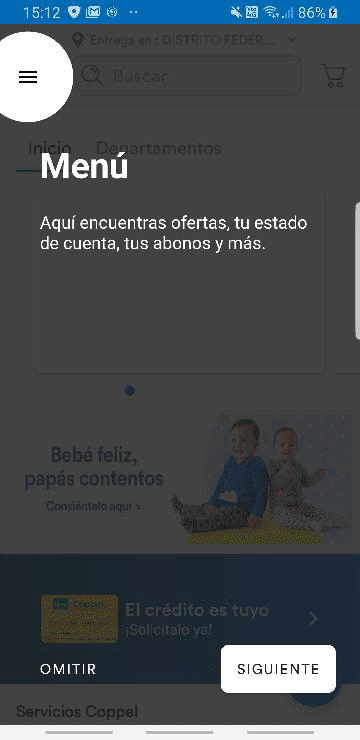 15:12 86%
Entrega en : DISTRITO FEDER...
Buscar
Inicio Departamentos
Menú
Aquí encuentras ofertas, tu estado
de cuenta, tus abonos y más.
Bebé feliz,
papás contentos
Consiéntelo aquí ›
Coppel
El crédito es tuyo
¡Solicítalo ya!
OMITIR SIGUIENTE
Servicios Coppel